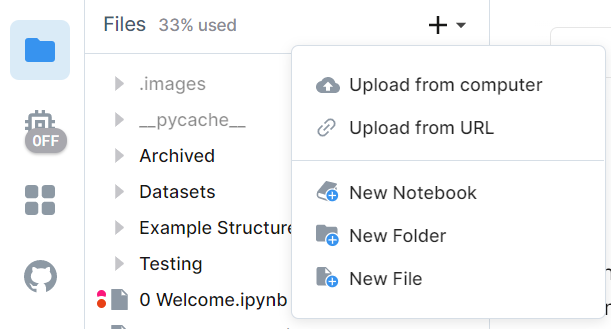 Files 33% used
.images
__pycache__
OFF
Archived
Datasets
Example Structure
Testing
0 Welcome.ipynb
Upload from computer
Upload from URL
New Notebook
New Folder
New File